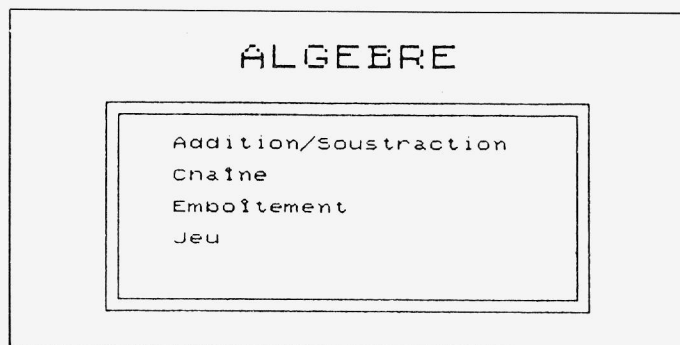 ALGEBRE
Addition/Soustraction
Chaîne
Emboîtement
Jeu